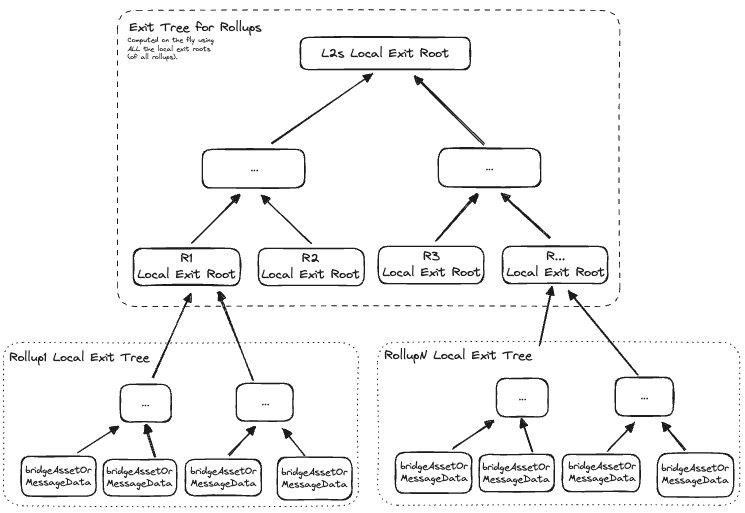 Exit Tree for Rollups
Computed on the fly using
ALL the local exit roots
(of all rollups).
L2s Local Exit Root
...
...
R1
Local Exit Root
R2
Local Exit Root
R3
Local Exit Root
R...
Local Exit Root
Rollup1 Local Exit Tree
...
...
bridgeAssetOr
MessageData
bridgeAssetOr
MessageData
bridgeAssetOr
MessageData
bridgeAssetOr
MessageData
RollupN Local Exit Tree
...
...
bridgeAssetOr
MessageData
bridgeAssetOr
MessageData
bridgeAssetOr
MessageData
bridgeAssetOr
MessageData